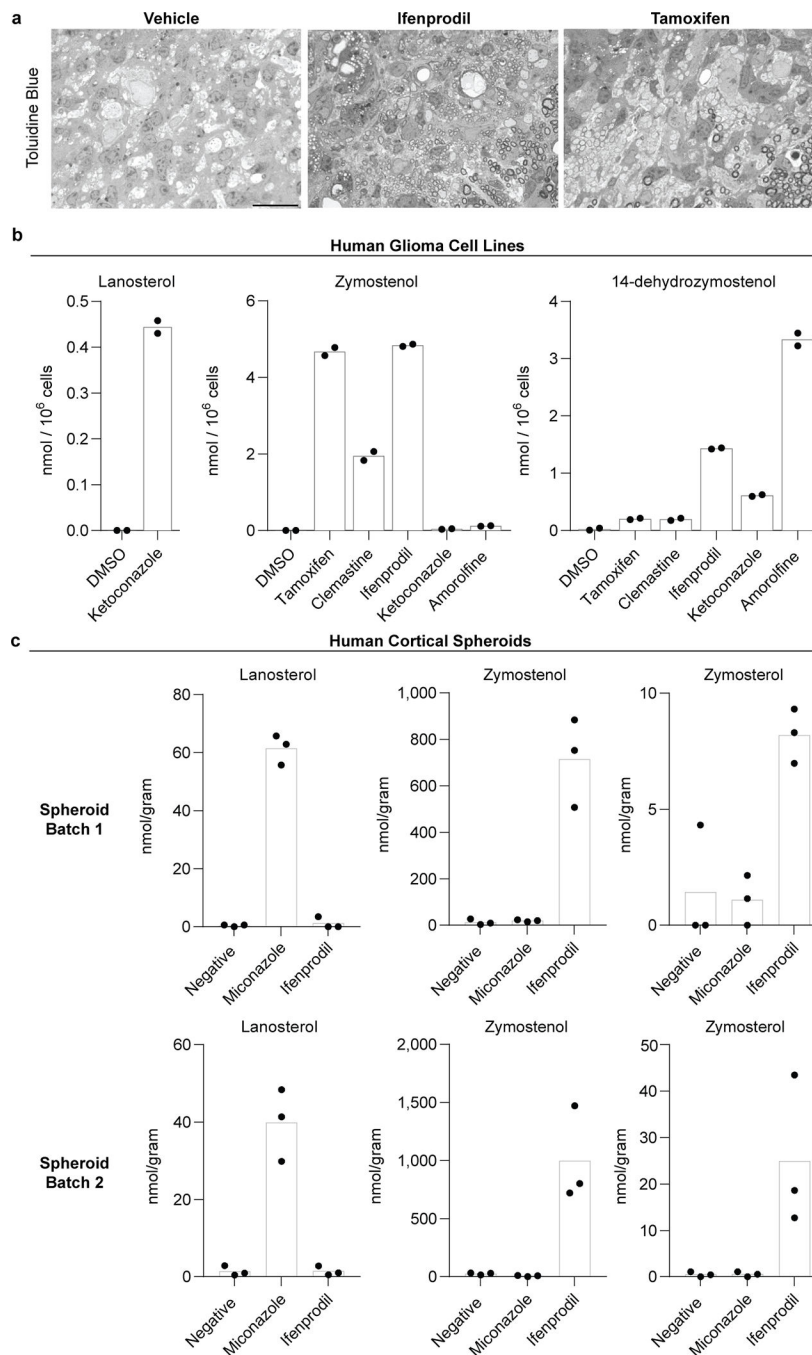 a
Vehicle
Ifenprodil
Tamoxifen
Toluidine Blue
b
Human Glioma Cell Lines
Lanosterol
nmol / 10⁶ cells
0.5
0.4
0.3
0.2
0.1
0.0
DMSO
Ketoconazole
Zymostenol
nmol / 10⁶ cells
6
4
2
0
DMSO
Tamoxifen
Clemastine
Ifenprodil
Ketoconazole
Amorolfine
14-dehydrozymostenol
nmol / 10⁶ cells
4
3
2
1
0
DMSO
Tamoxifen
Clemastine
Ifenprodil
Ketoconazole
Amorolfine
c
Human Cortical Spheroids
Spheroid
Batch 1
Lanosterol
nmol/gram
80
60
40
20
0
Negative
Miconazole
Ifenprodil
Zymostenol
nmol/gram
1,000
800
600
400
200
0
Negative
Miconazole
Ifenprodil
Zymosterol
nmol/gram
10
5
0
Negative
Miconazole
Ifenprodil
Spheroid
Batch 2
Lanosterol
nmol/gram
60
40
20
0
Negative
Miconazole
Ifenprodil
Zymostenol
nmol/gram
2,000
1,500
1,000
500
0
Negative
Miconazole
Ifenprodil
Zymosterol
nmol/gram
50
40
30
20
10
0
Negative
Miconazole
Ifenprodil